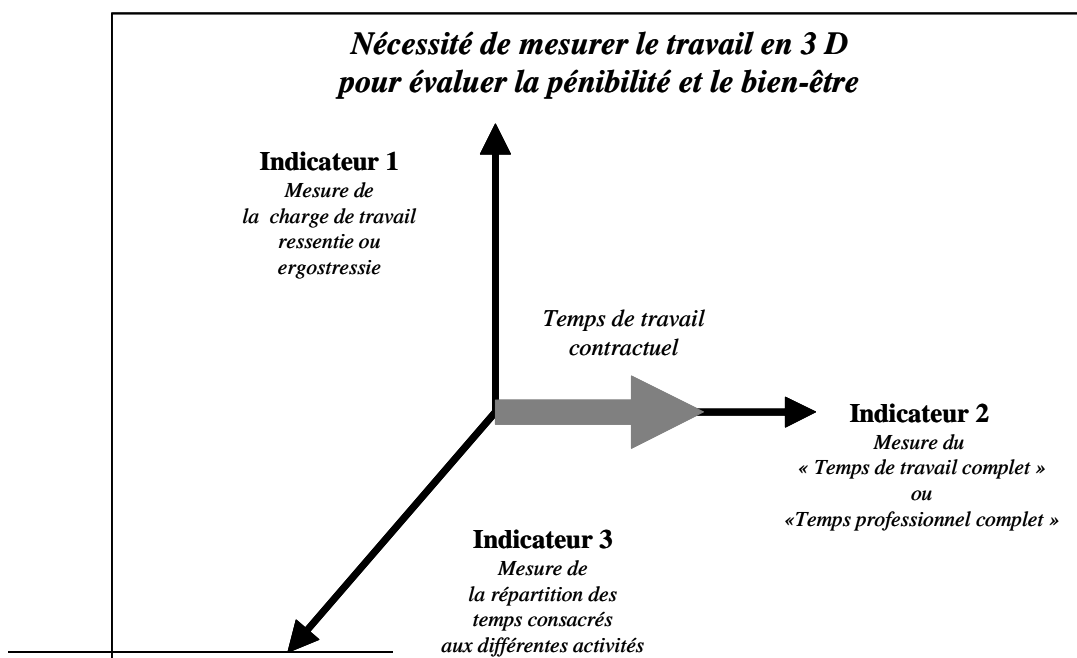 Nécessité de mesurer le travail en 3 D
pour évaluer la pénibilité et le bien-être
Indicateur 1
Mesure de
la charge de travail
ressentie ou
ergostressie
Temps de travail
contractuel
Indicateur 2
Mesure du
« Temps de travail complet »
ou
«Temps professionnel complet »
Indicateur 3
Mesure de
la répartition des
temps consacrés
aux différentes activités